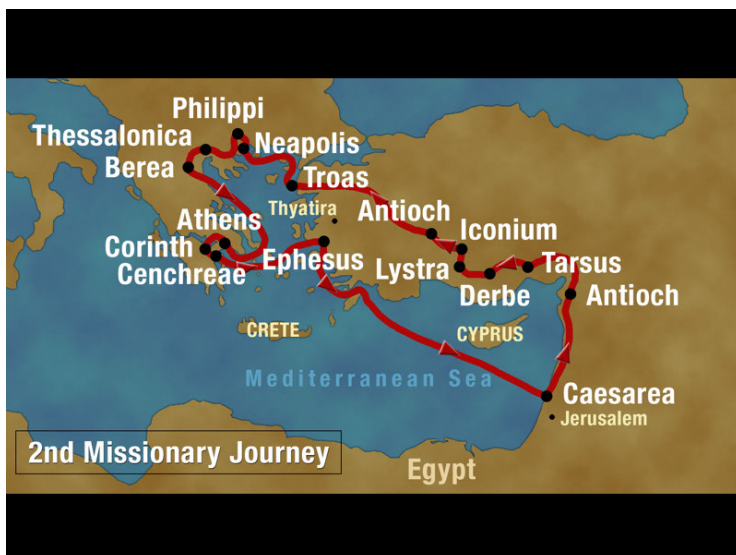 Philippi
Thessalonica
Neapolis
Berea
Troas
Thyatira
Antioch
Athens
Iconium
Corinth
Ephesus
Cenchreae
Lystra
Tarsus
Derbe
Antioch
CRETE
CYPRUS
Mediterranean Sea
Caesarea
Jerusalem
2nd Missionary Journey
Egypt